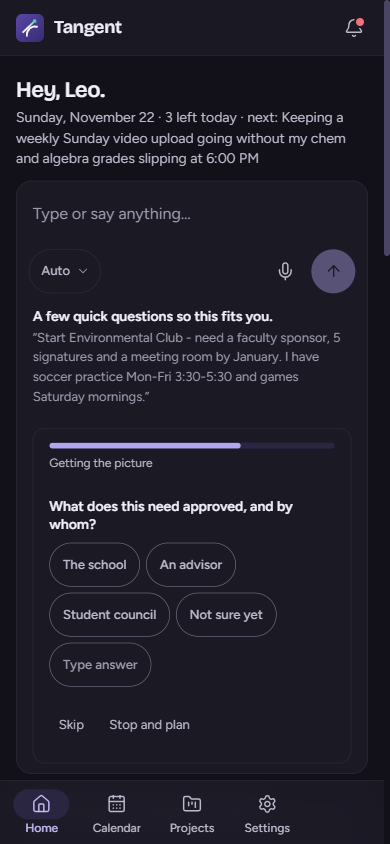 Tangent
Hey, Leo.
Sunday, November 22 · 3 left today · next: Keeping a
weekly Sunday video upload going without my chem
and algebra grades slipping at 6:00 PM
Type or say anything...
Auto
A few quick questions so this fits you.
“Start Environmental Club - need a faculty sponsor, 5
signatures and a meeting room by January. I have
soccer practice Mon-Fri 3:30-5:30 and games
Saturday mornings.”
Getting the picture
What does this need approved, and by
whom?
The school
An advisor
Student council
Not sure yet
Type answer
Skip
Stop and plan
Home
Calendar
Projects
Settings